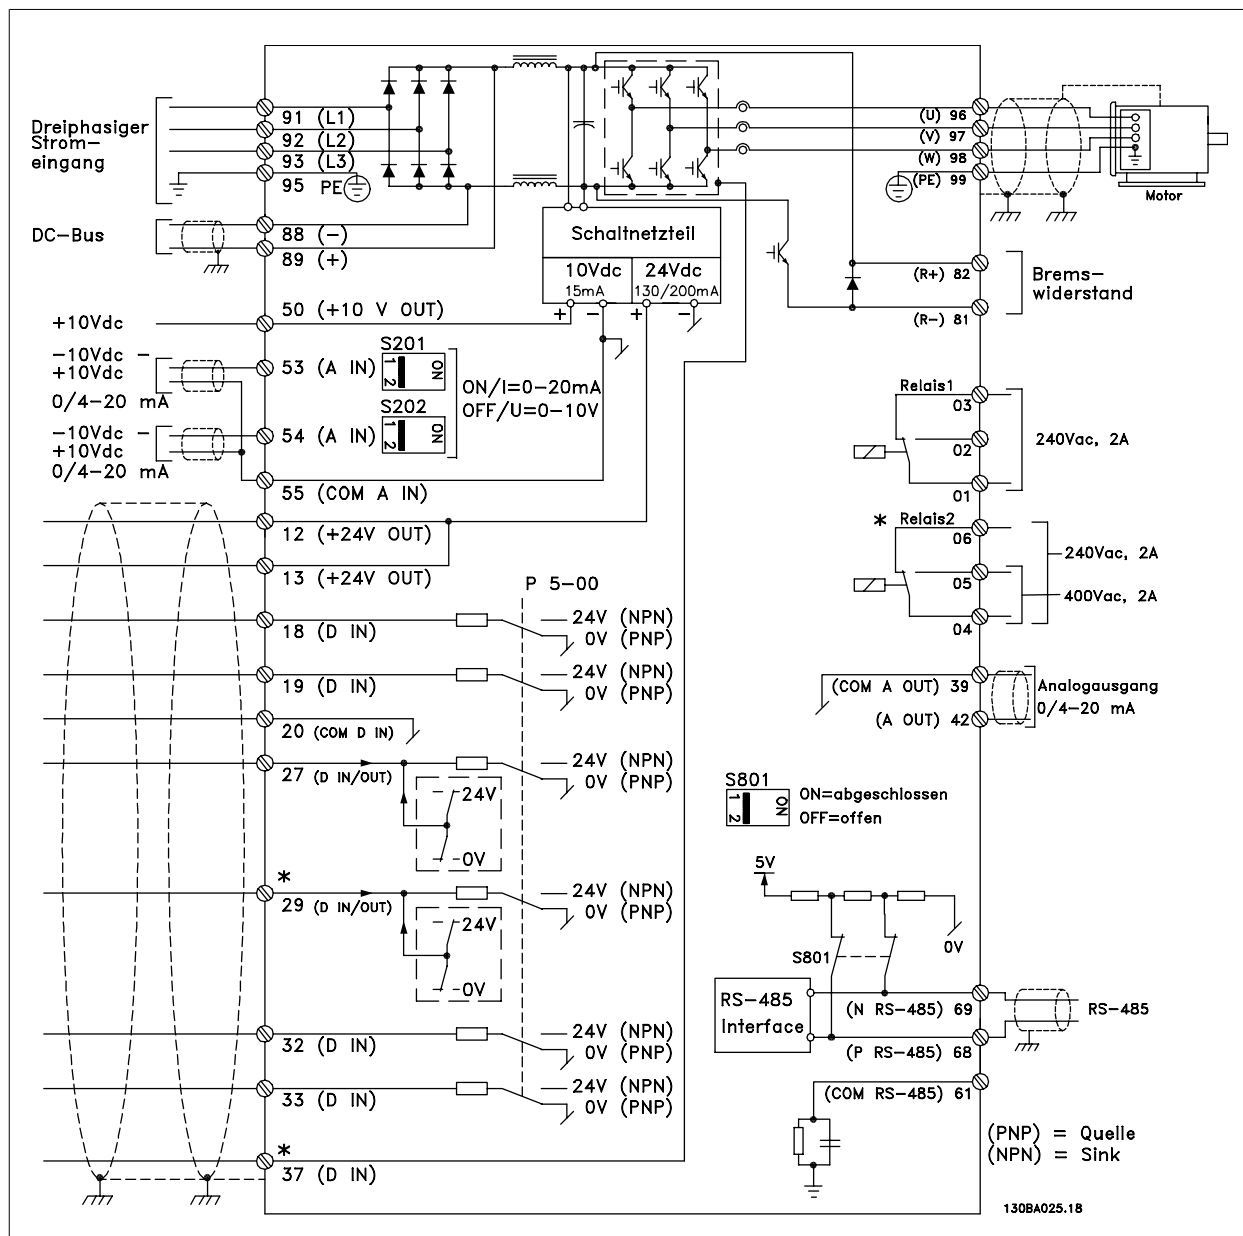 Dreiphasiger
Strom-
eingang
91 (L1)
92 (L2)
93 (L3)
95 PE
DC-Bus
88 (-)
89 (+)
Schaltnetzteil
10Vdc
15mA
24Vdc
130/200mA
+ - + -
(U) 96
(V) 97
(W) 98
(PE) 99
Motor
(R+) 82
(R-) 81
Brems-
widerstand
+10Vdc
50 (+10 V OUT)
-10Vdc -
+10Vdc
0/4-20 mA
53 (A IN)
S201
1 2
ON
-10Vdc -
+10Vdc
0/4-20 mA
54 (A IN)
S202
1 2
ON
ON/I=0-20mA
OFF/U=0-10V
55 (COM A IN)
12 (+24V OUT)
13 (+24V OUT)
P 5-00
18 (D IN)
24V (NPN)
0V (PNP)
19 (D IN)
24V (NPN)
0V (PNP)
20 (COM D IN)
27 (D IN/OUT)
24V (NPN)
0V (PNP)
24V
0V
*
29 (D IN/OUT)
24V (NPN)
0V (PNP)
24V
0V
32 (D IN)
24V (NPN)
0V (PNP)
33 (D IN)
24V (NPN)
0V (PNP)
*
37 (D IN)
Relais1
03
02
01
240Vac, 2A
* Relais2
06
05
04
240Vac, 2A
400Vac, 2A
(COM A OUT) 39
(A OUT) 42
Analogausgang
0/4-20 mA
S801
1 2
ON
ON=abgeschlossen
OFF=offen
5V
S801
0V
RS-485
Interface
(N RS-485) 69
(P RS-485) 68
RS-485
(COM RS-485) 61
(PNP) = Quelle
(NPN) = Sink
130BA025.18